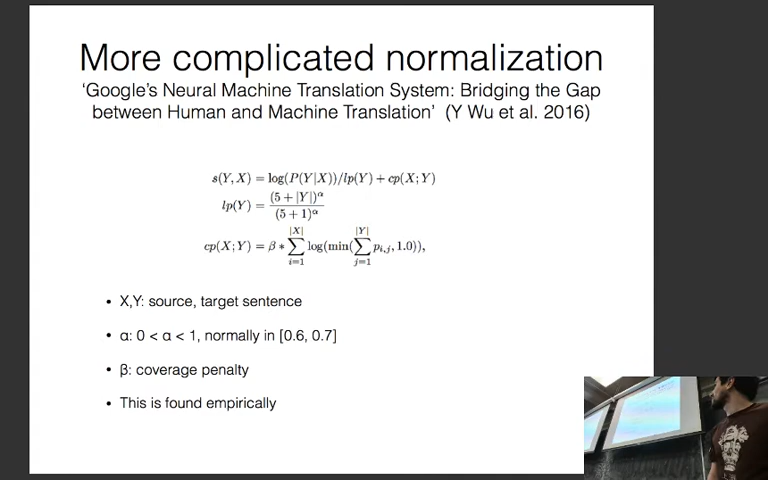 More complicated normalization
‘Google’s Neural Machine Translation System: Bridging the Gap
between Human and Machine Translation’ (Y Wu et al. 2016)
s(Y, X) = log(P(Y|X))/lp(Y) + cp(X; Y)
lp(Y) = (5 + |Y|)^α / (5 + 1)^α
cp(X; Y) = β * ∑_{i=1}^{|X|} log(min(∑_{j=1}^{|Y|} p_{i,j}, 1.0)),
• X,Y: source, target sentence
• α: 0 < α < 1, normally in [0.6, 0.7]
• β: coverage penalty
• This is found empirically